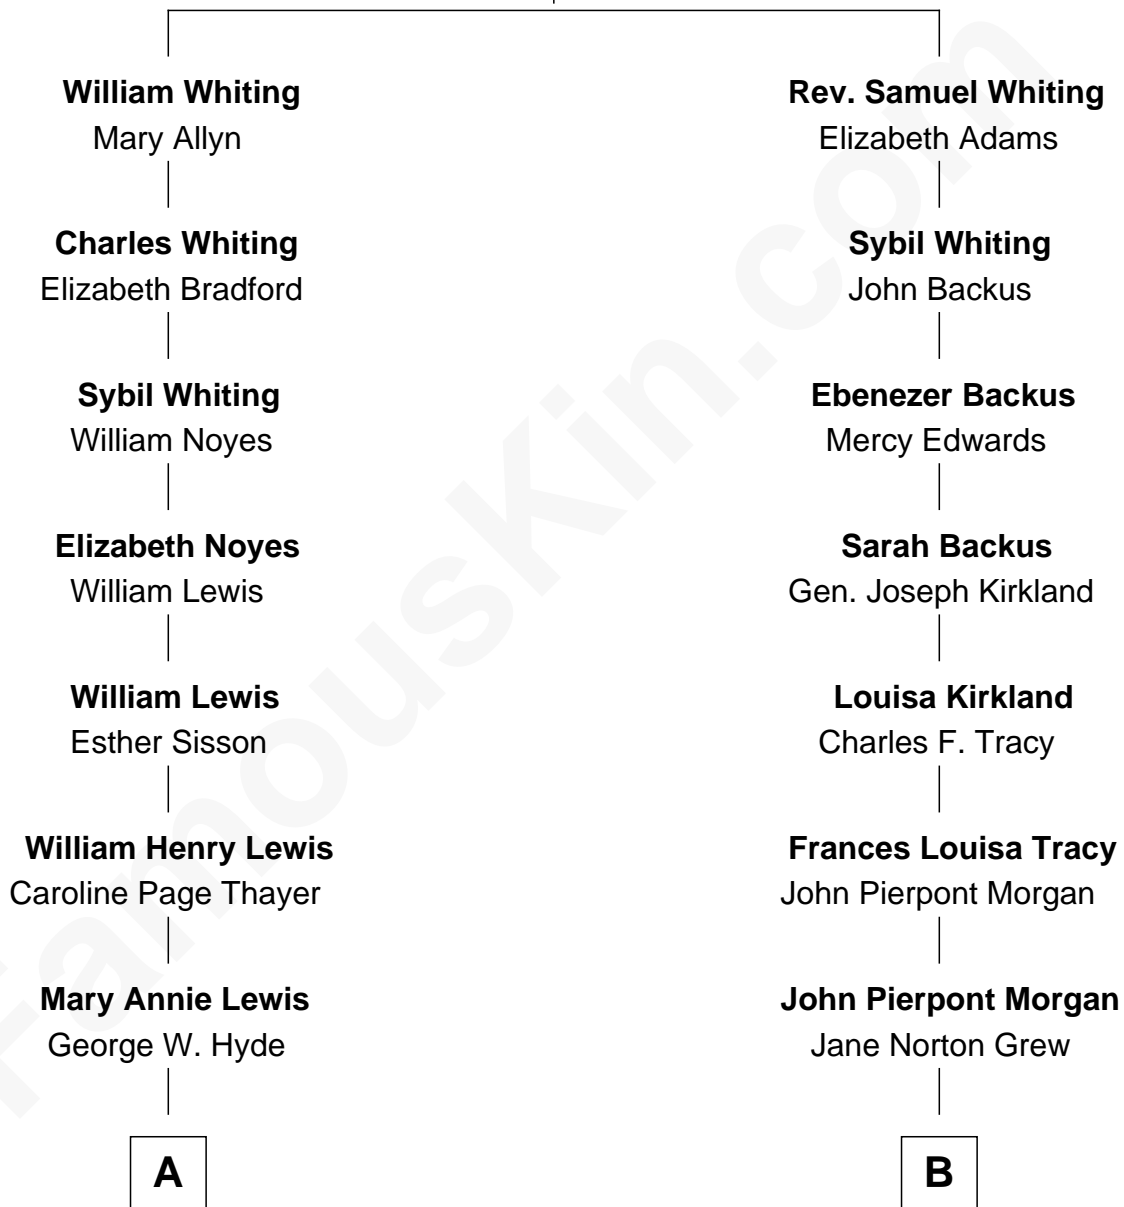 William Whiting
Mary Allyn
Charles Whiting
Elizabeth Bradford
Sybil Whiting
William Noyes
Elizabeth Noyes
William Lewis
William Lewis
Esther Sisson
William Henry Lewis
Caroline Page Thayer
Mary Annie Lewis
George W. Hyde
A
Rev. Samuel Whiting
Elizabeth Adams
Sybil Whiting
John Backus
Ebenezer Backus
Mercy Edwards
Sarah Backus
Gen. Joseph Kirkland
Louisa Kirkland
Charles F. Tracy
Frances Louisa Tracy
John Pierpont Morgan
John Pierpont Morgan
Jane Norton Grew
B
FamousKin.com